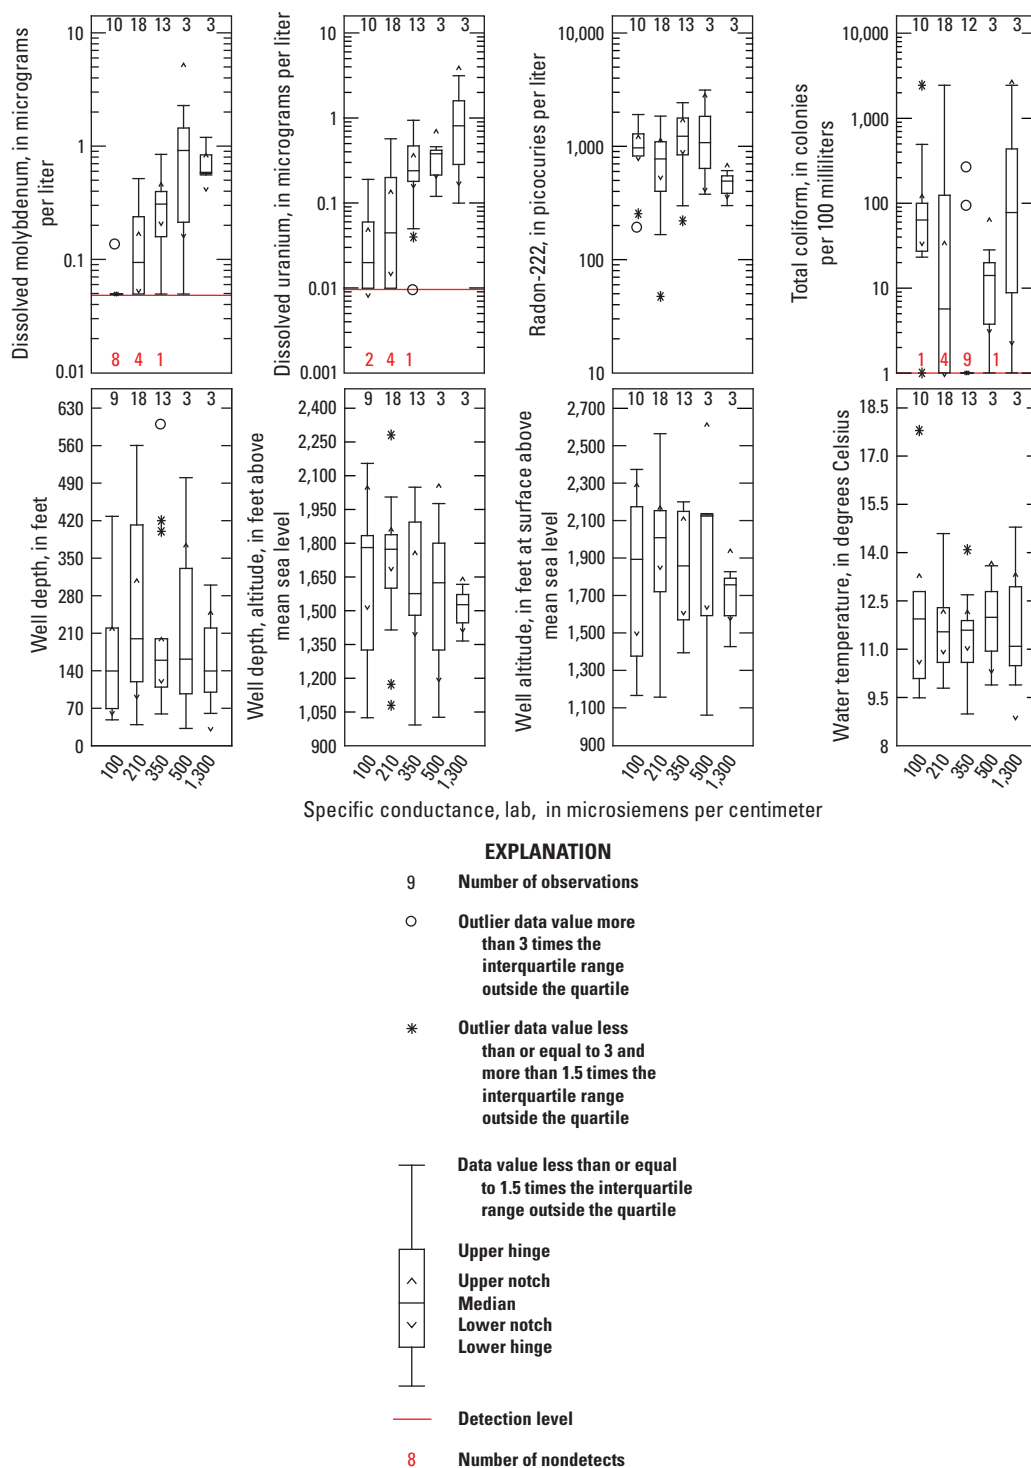 Dissolved molybdenum, in micrograms
per liter
10 18 13 3 3
10
1
0.1
0.01
8 4 1
Dissolved uranium, in micrograms per liter
10 18 13 3 3
10
1
0.1
0.01
0.001
2 4 1
Radon-222, in picocuries per liter
10 18 13 3 3
10,000
1,000
100
10
Total coliform, in colonies
per 100 milliliters
10 18 12 3 3
10,000
1,000
100
10
1
1 4 9 1
Well depth, in feet
9 18 13 3 3
630
560
490
420
350
280
210
140
70
0
100 210 350 500 1,300
Well depth, altitude, in feet above
mean sea level
9 18 13 3 3
2,400
2,250
2,100
1,950
1,800
1,650
1,500
1,350
1,200
1,050
900
100 210 350 500 1,300
Well altitude, in feet at surface above
mean sea level
10 18 13 3 3
2,700
2,500
2,300
2,100
1,900
1,700
1,500
1,300
1,100
900
100 210 350 500 1,300
Water temperature, in degrees Celsius
10 18 13 3 3
18.5
17.0
15.5
14.0
12.5
11.0
9.5
8
100 210 350 500 1,300
Specific conductance, lab, in microsiemens per centimeter
EXPLANATION
9 Number of observations
Outlier data value more
than 3 times the
interquartile range
outside the quartile
Outlier data value less
than or equal to 3 and
more than 1.5 times the
interquartile range
outside the quartile
Data value less than or equal
to 1.5 times the interquartile
range outside the quartile
Upper hinge
Upper notch
Median
Lower notch
Lower hinge
Detection level
8 Number of nondetects